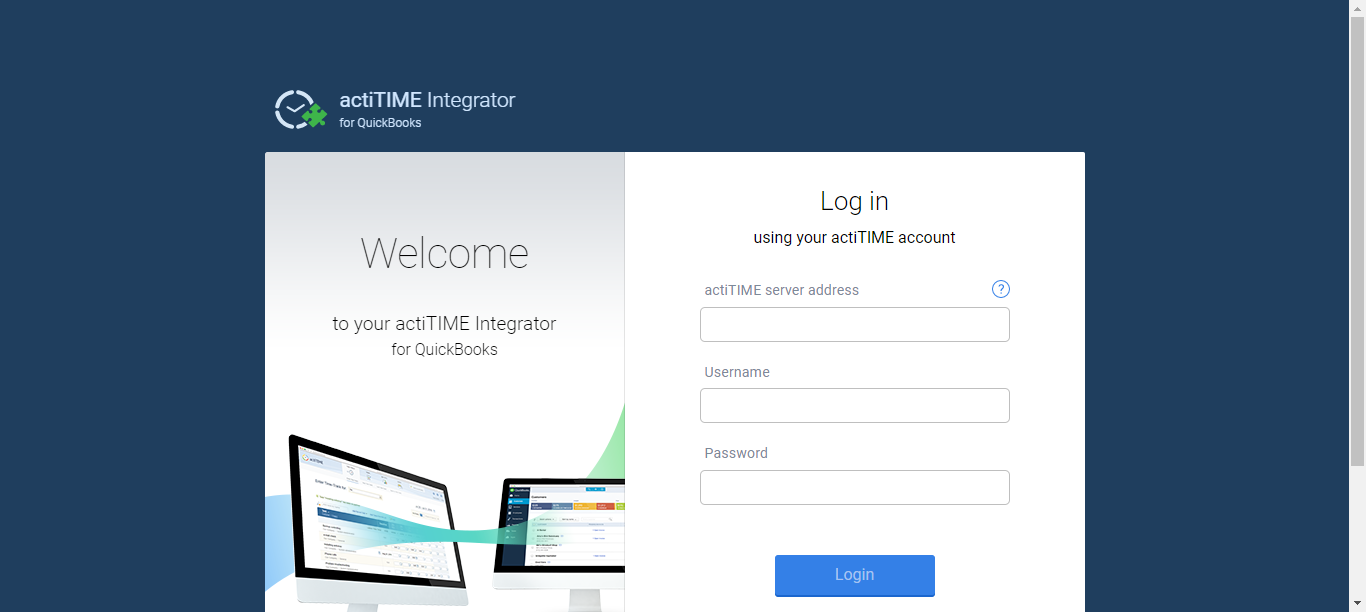 actiTIME Integrator
for QuickBooks
Welcome
to your actiTIME Integrator
for QuickBooks
Log in
using your actiTIME account
actiTIME server address
?
Username
Password
Login